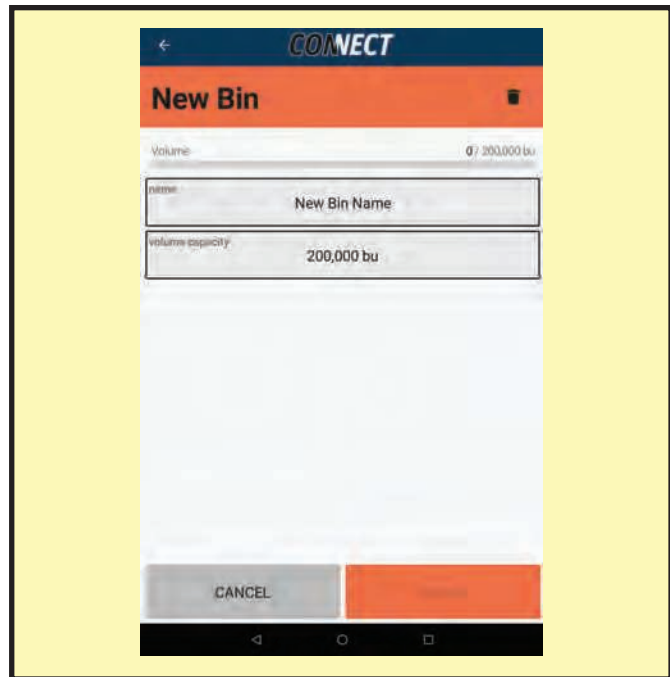 CONNECT
New Bin
Volume
0 / 200,000 bu
name
New Bin Name
volume capacity
200,000 bu
CANCEL